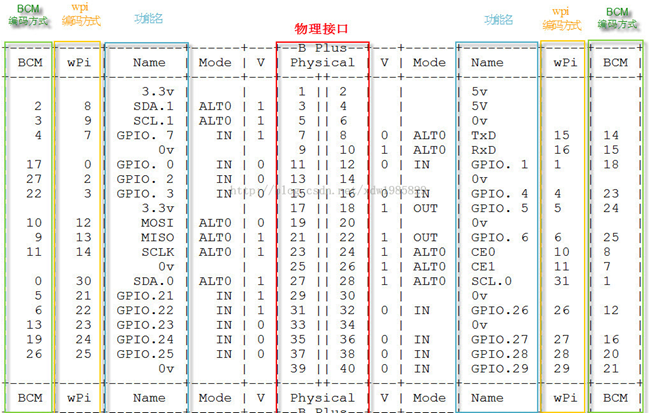 BCM 编码方式 wpi 编码方式 功能名 物理接口 功能名 wpi 编码方式 BCM 编码方式
B Plus
BCM | wPi | Name | Mode | V | Physical | V | Mode | Name | wPi | BCM
3.3v 1 || 2 5v
2 8 SDA.1 ALT0 1 3 || 4 5V
3 9 SCL.1 ALT0 1 5 || 6 0v
4 7 GPIO. 7 IN 1 7 || 8 0 ALT0 TxD 15 14
0v 9 || 10 1 ALT0 RxD 16 15
17 0 GPIO. 0 IN 0 11 || 12 0 IN GPIO. 1 1 18
27 2 GPIO. 2 IN 0 13 || 14 0v
22 3 GPIO. 3 IN 0 15 || 16 0 IN GPIO. 4 4 23
3.3v 17 || 18 1 OUT GPIO. 5 5 24
10 12 MOSI ALT0 0 19 || 20 0v
9 13 MISO ALT0 1 21 || 22 1 OUT GPIO. 6 6 25
11 14 SCLK ALT0 1 23 || 24 1 ALT0 CE0 10 8
0v 25 || 26 1 ALT0 CE1 11 7
0 30 SDA.0 ALT0 1 27 || 28 1 ALT0 SCL.0 31 1
5 21 GPIO.21 IN 1 29 || 30 0v
6 22 GPIO.22 IN 1 31 || 32 0 IN GPIO.26 26 12
13 23 GPIO.23 IN 0 33 || 34 0v
19 24 GPIO.24 IN 0 35 || 36 0 IN GPIO.27 27 16
26 25 GPIO.25 IN 0 37 || 38 0 IN GPIO.28 28 20
0v 39 || 40 0 IN GPIO.29 29 21
BCM | wPi | Name | Mode | V | Physical | V | Mode | Name | wPi | BCM
B Plus